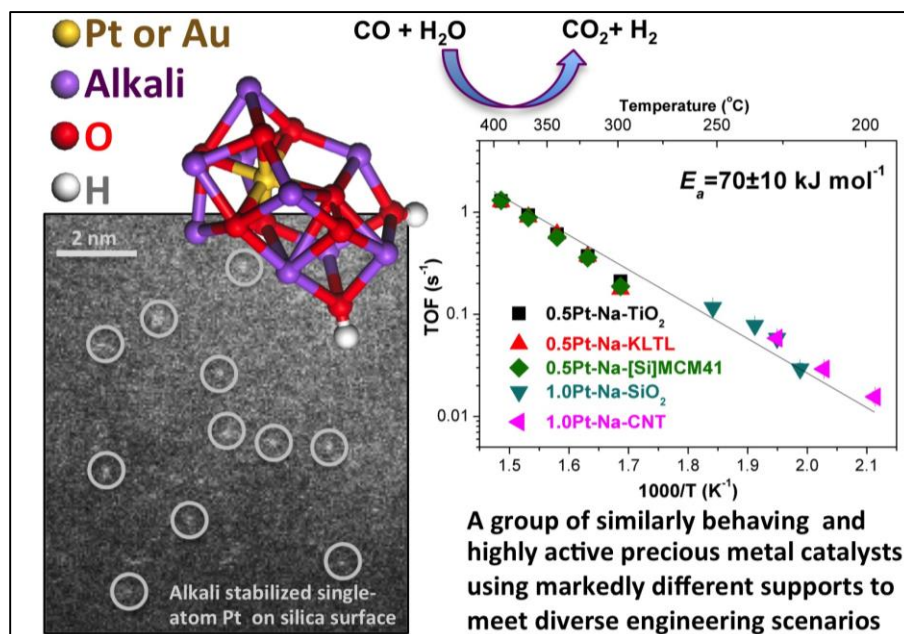 Pt or Au
Alkali
O
H
2 nm
Alkali stabilized single-
atom Pt on silica surface
CO + H₂O
CO₂+ H₂
Temperature (°C)
400
350
300
250
200
Eₐ=70±10 kJ mol⁻¹
TOF (s⁻¹)
1
0.1
0.01
0.5Pt-Na-TiO₂
0.5Pt-Na-KLTL
0.5Pt-Na-[Si]MCM41
1.0Pt-Na-SiO₂
1.0Pt-Na-CNT
1.5 1.6 1.7 1.8 1.9 2.0 2.1
1000/T (K⁻¹)
A group of similarly behaving and
highly active precious metal catalysts
using markedly different supports to
meet diverse engineering scenarios